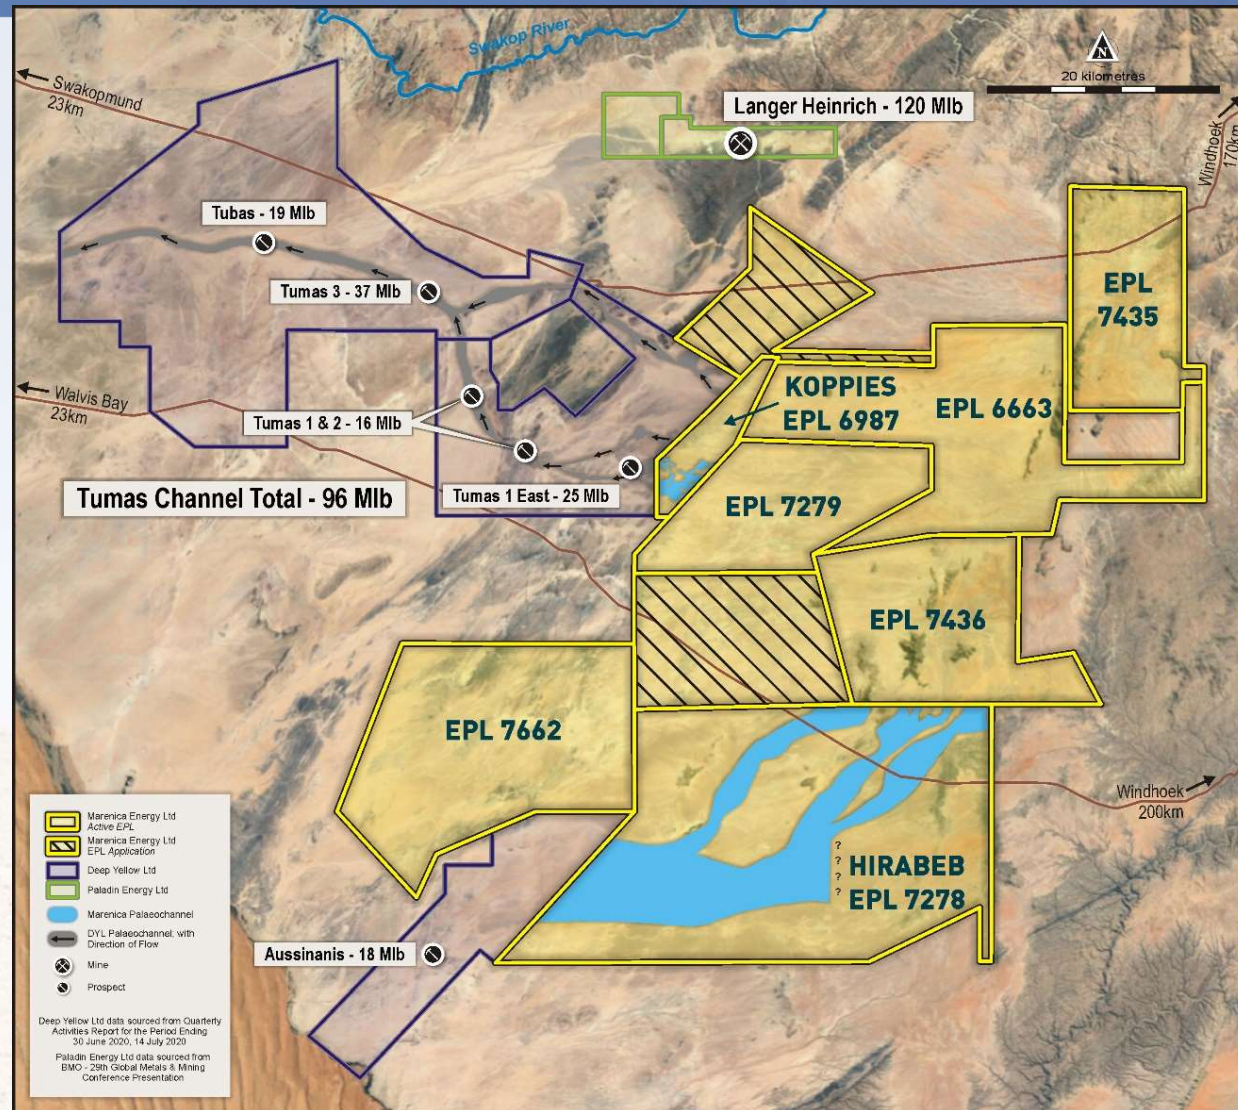 Swakop River
N
20 kilometres
Swakopmund
23km
Langer Heinrich - 120 Mlb
Windhoek
170km
Tubas - 19 Mlb
Tumas 3 - 37 Mlb
EPL
7435
Walvis Bay
23km
KOPPIES
EPL 6987
EPL 6663
Tumas 1 & 2 - 16 Mlb
Tumas Channel Total - 96 Mlb
Tumas 1 East - 25 Mlb
EPL 7279
EPL 7436
EPL 7662
Windhoek
200km
?
?
?
?
HIRABEB
EPL 7278
Aussinanis - 18 Mlb
Marenica Energy Ltd
Active EPL
Marenica Energy Ltd
EPL Application
Deep Yellow Ltd
Paladin Energy Ltd
Marenica Palaeochannel
DYL Palaeochannel, with
Direction of Flow
Mine
Prospect
Deep Yellow Ltd data sourced from Quarterly
Activities Report for the Period Ending
30 June 2020, 14 July 2020
Paladin Energy Ltd data sourced from
BMO - 29th Global Metals & Mining
Conference Presentation